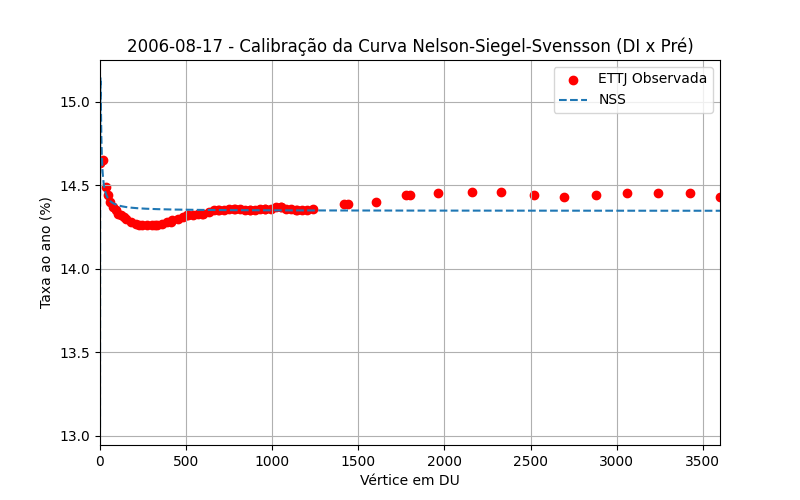 2006-08-17 - Calibração da Curva Nelson-Siegel-Svensson (DI x Pré)
ETTJ Observada
NSS
Taxa ao ano (%)
15.0
14.5
14.0
13.5
13.0
0 500 1000 1500 2000 2500 3000 3500
Vértice em DU